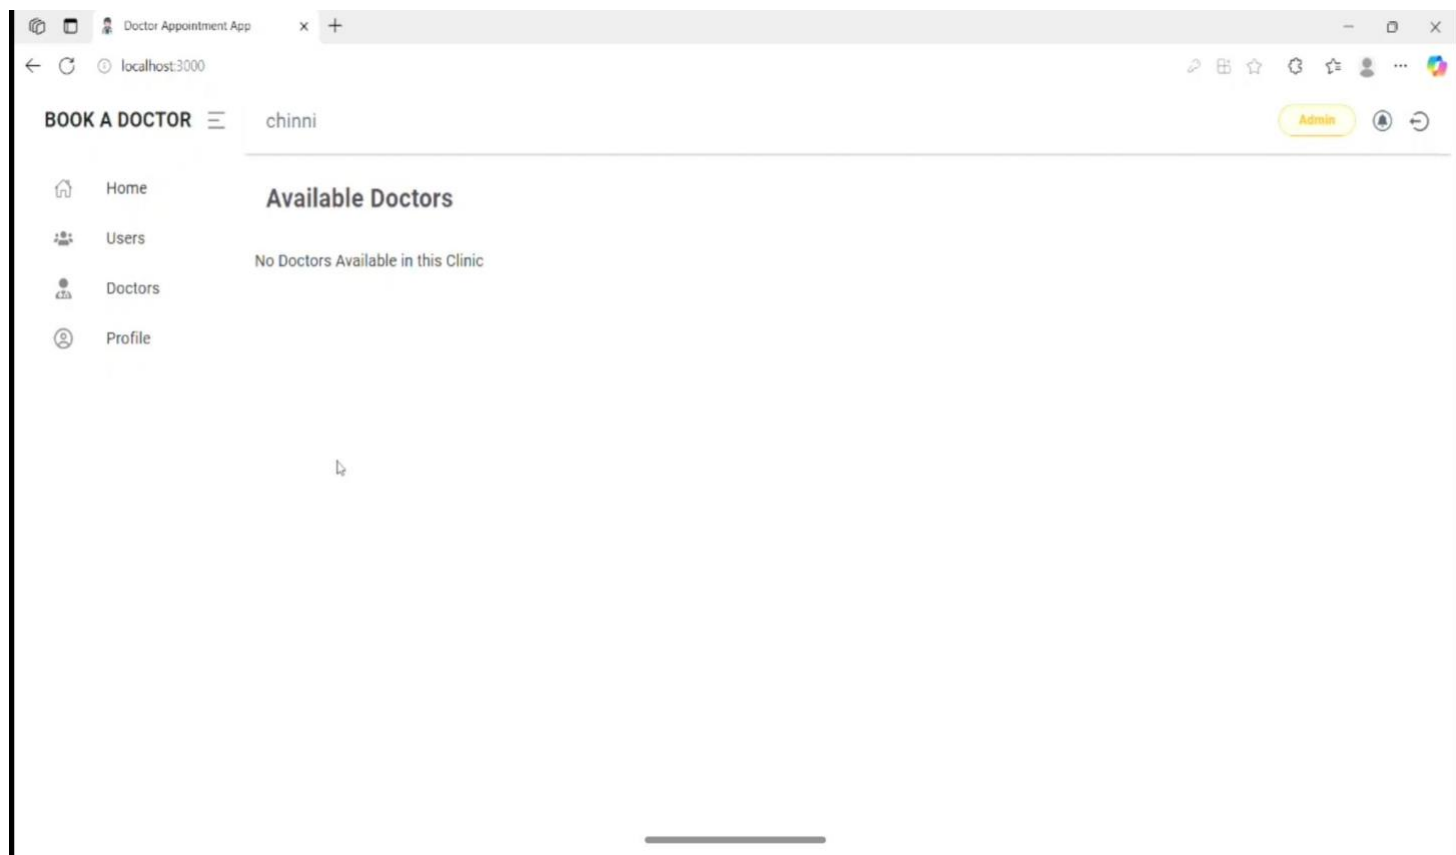 Doctor Appointment App
localhost:3000
BOOK A DOCTOR
chinni
Admin
Home
Users
Doctors
Profile
Available Doctors
No Doctors Available in this Clinic